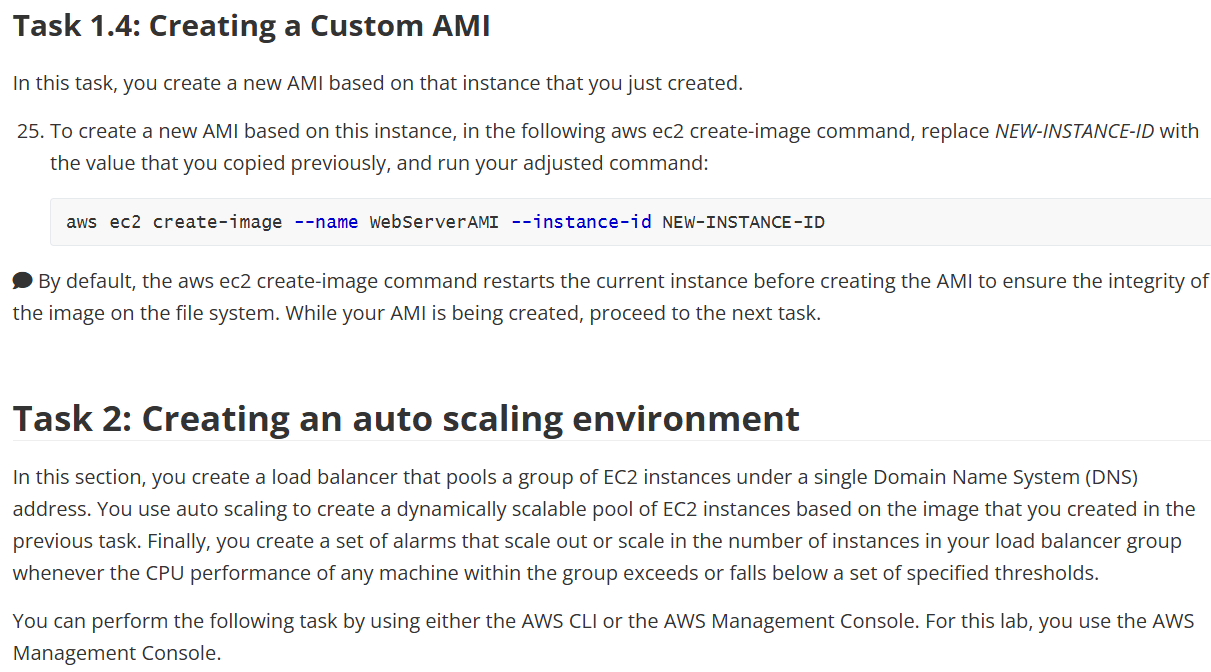 Task 1.4: Creating a Custom AMI
In this task, you create a new AMI based on that instance that you just created.
25. To create a new AMI based on this instance, in the following aws ec2 create-image command, replace NEW-INSTANCE-ID with
the value that you copied previously, and run your adjusted command:
aws ec2 create-image --name WebServerAMI --instance-id NEW-INSTANCE-ID
By default, the aws ec2 create-image command restarts the current instance before creating the AMI to ensure the integrity of
the image on the file system. While your AMI is being created, proceed to the next task.
Task 2: Creating an auto scaling environment
In this section, you create a load balancer that pools a group of EC2 instances under a single Domain Name System (DNS)
address. You use auto scaling to create a dynamically scalable pool of EC2 instances based on the image that you created in the
previous task. Finally, you create a set of alarms that scale out or scale in the number of instances in your load balancer group
whenever the CPU performance of any machine within the group exceeds or falls below a set of specified thresholds.
You can perform the following task by using either the AWS CLI or the AWS Management Console. For this lab, you use the AWS
Management Console.